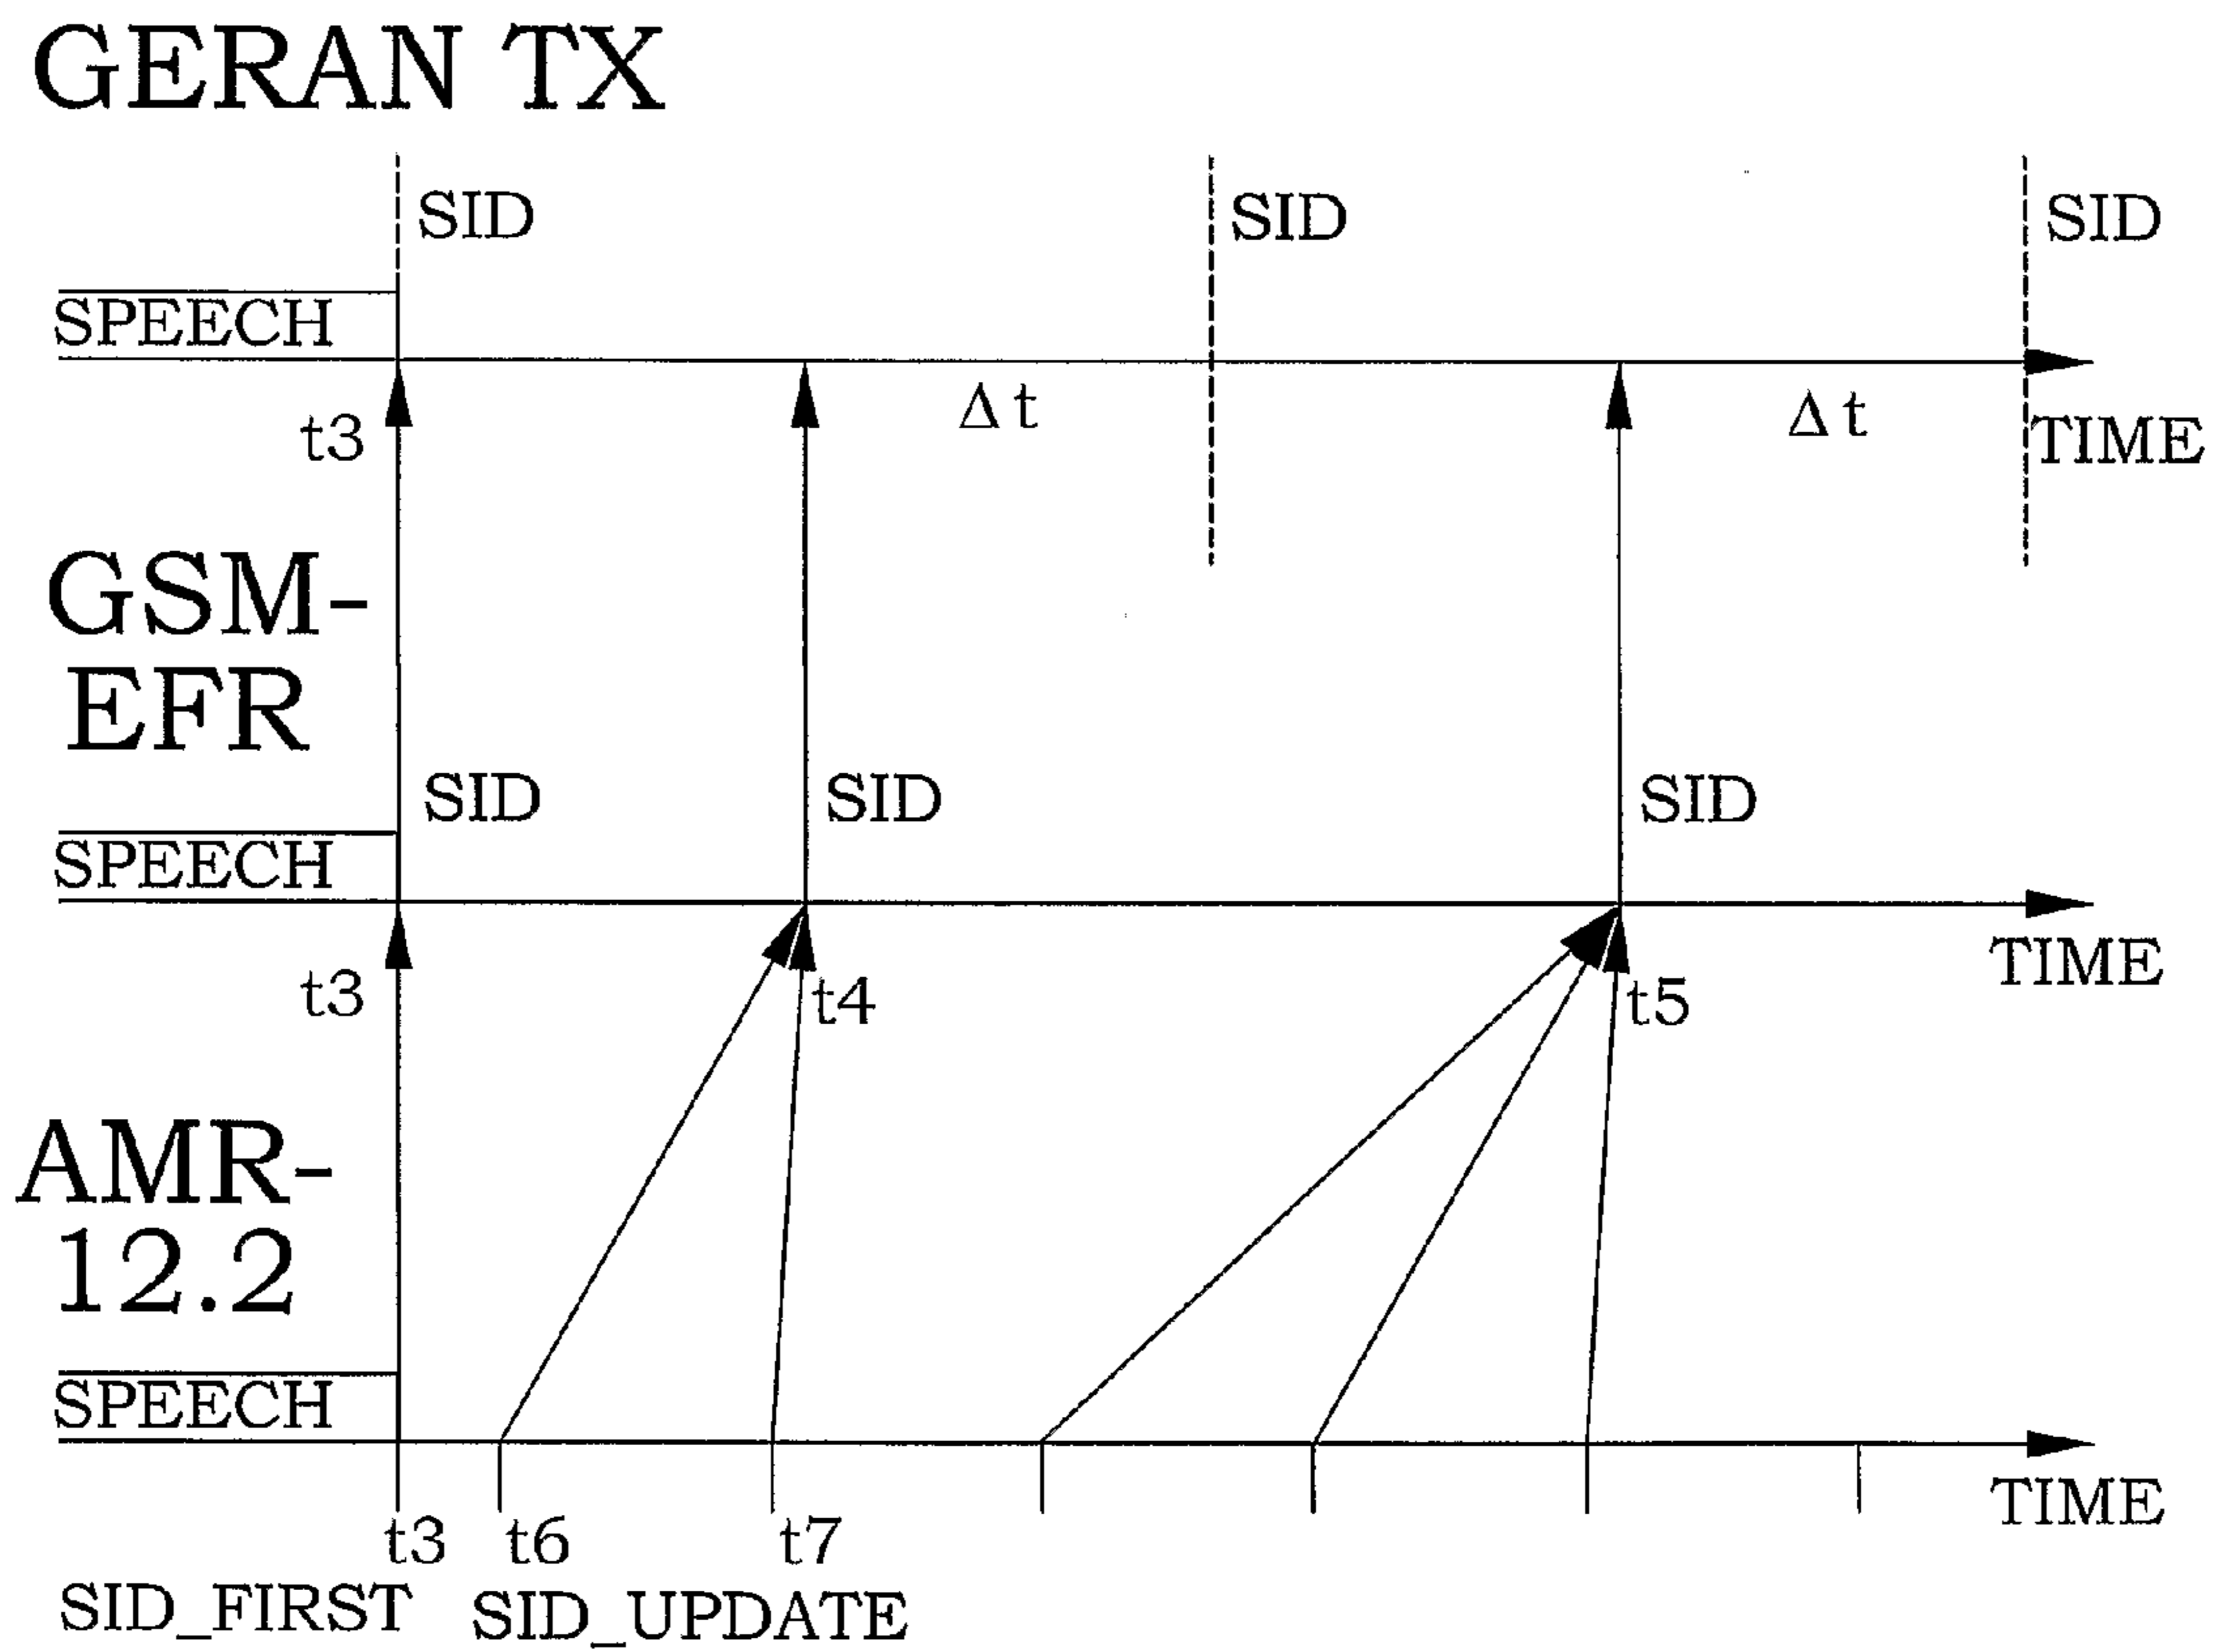 GERAN TX
SID SID SID
SPEECH
t3 Δt Δt TIME
GSM-
EFR
SID SID SID
SPEECH
TIME
t3 t4 t5
AMR-
12.2
SPEECH
TIME
t3 t6 t7
SID_FIRST SID_UPDATE